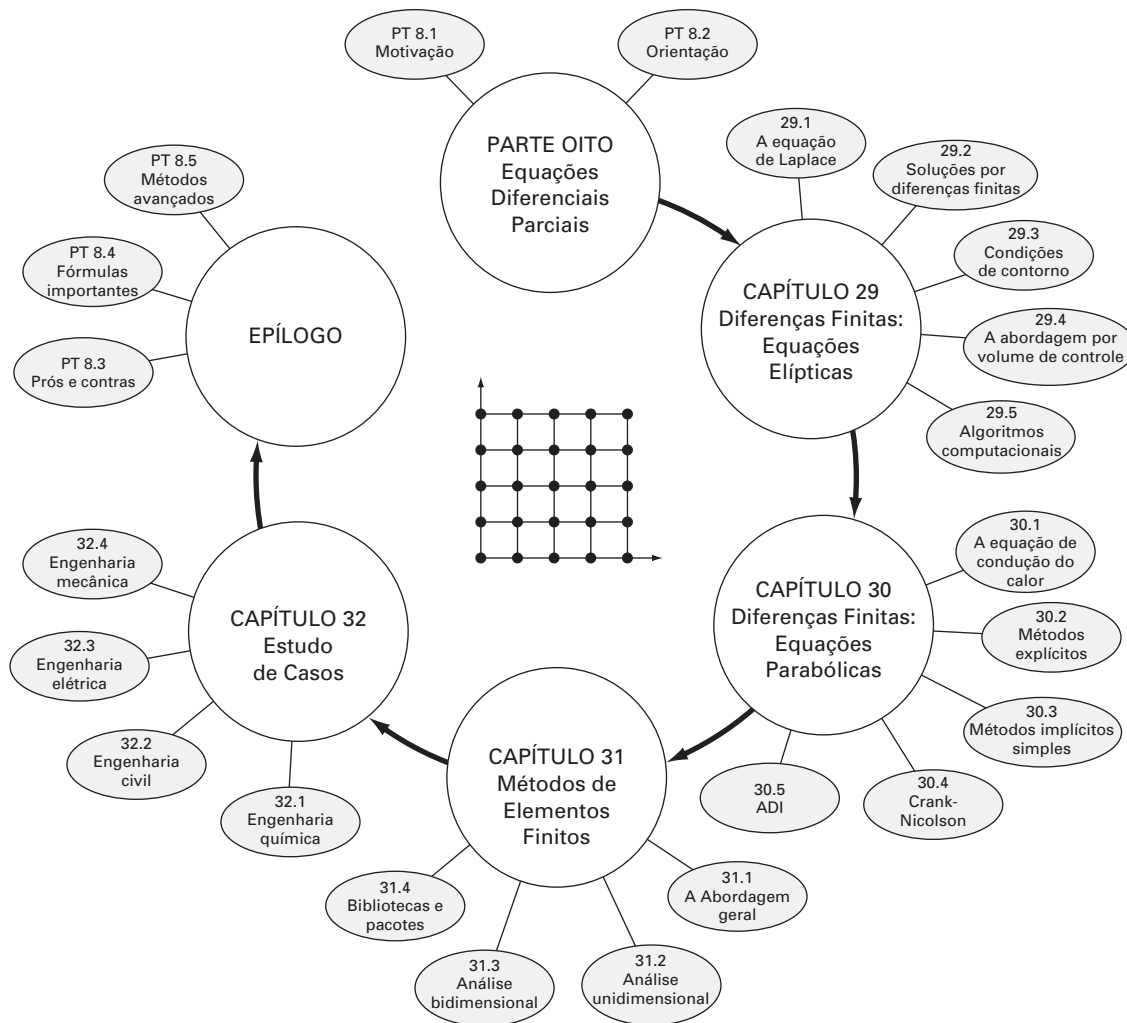 PT 8.1
Motivação
PT 8.2
Orientação
PARTE OITO
Equações
Diferenciais
Parciais
29.1
A equação
de Laplace
29.2
Soluções por
diferenças finitas
29.3
Condições
de contorno
29.4
A abordagem por
volume de controle
29.5
Algoritmos
computacionais
CAPÍTULO 29
Diferenças Finitas:
Equações
Elípticas
30.1
A equação de
condução do
calor
30.2
Métodos
explícitos
30.3
Métodos implícitos
simples
30.4
Crank-
Nicolson
30.5
ADI
CAPÍTULO 30
Diferenças Finitas:
Equações
Parabólicas
CAPÍTULO 31
Métodos de
Elementos
Finitos
31.1
A Abordagem
geral
31.2
Análise
unidimensional
31.3
Análise
bidimensional
31.4
Bibliotecas e
pacotes
CAPÍTULO 32
Estudo
de Casos
32.1
Engenharia
química
32.2
Engenharia
civil
32.3
Engenharia
elétrica
32.4
Engenharia
mecânica
EPÍLOGO
PT 8.3
Prós e contras
PT 8.4
Fórmulas
importantes
PT 8.5
Métodos
avançados